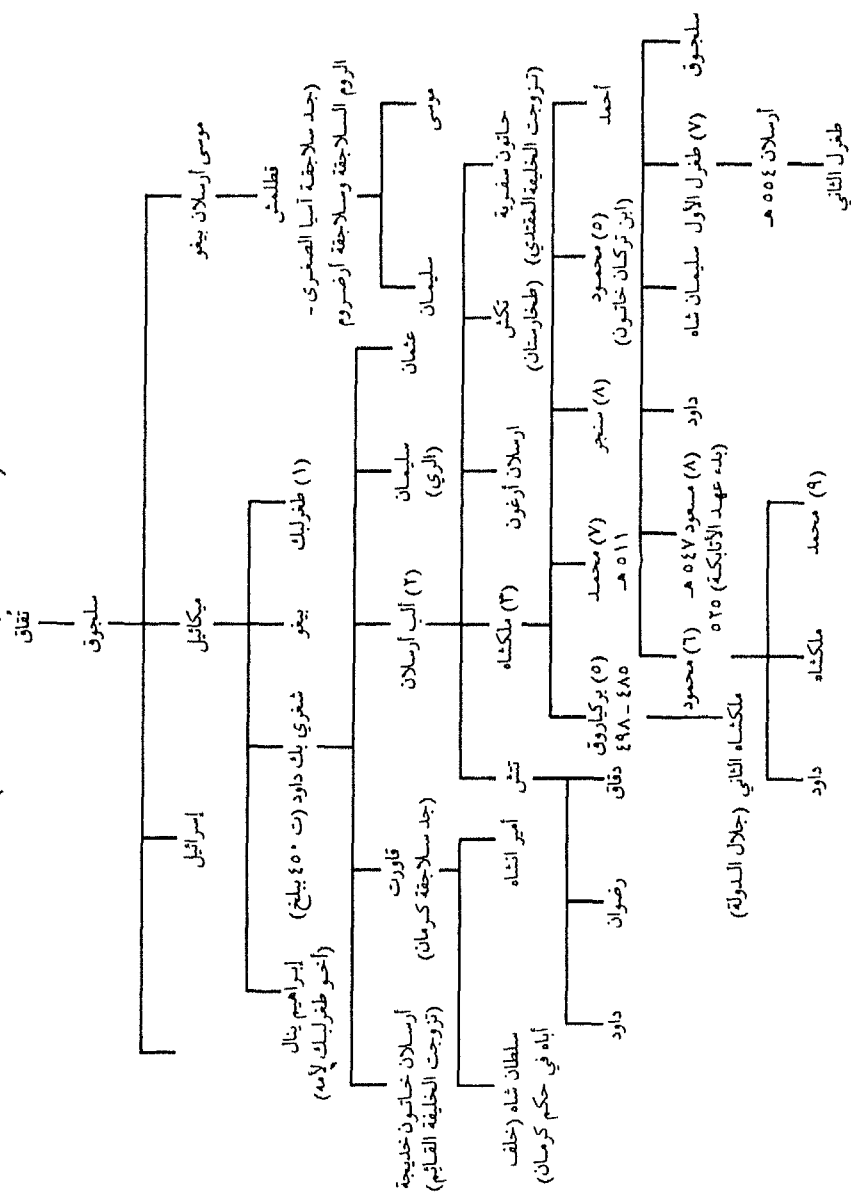 تُقاق
سلجوق
موسى أرسلان بيغو
ميكائيل
إسرائيل
قطلمش
(جد سلاجقة آسيا الصغرى -
الروم السلاجقة وسلاجقة أرضروم
موسى
سليمان
(١) طغرلبك
بيغو
شغري بك داود (ت ٤٥٠ ببلخ)
إبراهيم ينال
(أخو طغرلبك لأمه)
عثمان
سليمان
(الري)
(٢) ألب أرسلان
قاورت
(جد سلاجقة كرمان)
أرسلان خاتون خديجة
(تزوجت الخليفة القائم)
خاتون سفرية
(تزوجت الخليفة المقتدي)
تكش
(طخارستان)
ارسلان أرغون
(٣) ملكشاه
تتش
أمير انشاه
سلطان شاه (خلف
أباه في حكم كرمان)
أحمد
(٥) محمود
(ابن تركان خاتون)
(٨) سنجر
(٧) محمد
٥١١ هـ
(٥) بركياروق
٤٨٥ - ٤٩٨
دقاق
رضوان
داود
سلجوق
(٧) طغرل الأول
سليمان شاه
داود
(٨) مسعود ٥٤٧ هـ
(بدء عهد الأتابكة) ٥٢٥
(٦) محمود
ملكشاه الثاني (جلال الدولة)
أرسلان ٥٥٤ هـ
طغرل الثاني
(٩) محمد
ملكشاه
داود